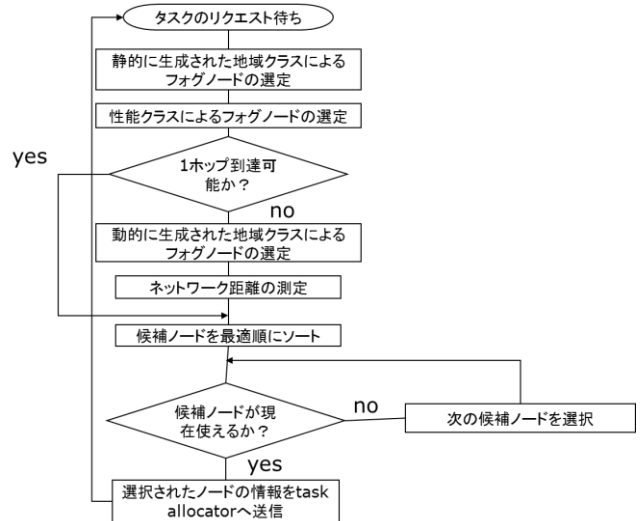 タスクのリクエスト待ち
静的に生成された地域クラスによる
フォグノードの選定
性能クラスによるフォグノードの選定
yes
1ホップ到達可
能か？
no
動的に生成された地域クラスによる
フォグノードの選定
ネットワーク距離の測定
候補ノードを最適順にソート
候補ノードが現
在使えるか？
no
次の候補ノードを選択
yes
選択されたノードの情報をtask
allocatorへ送信